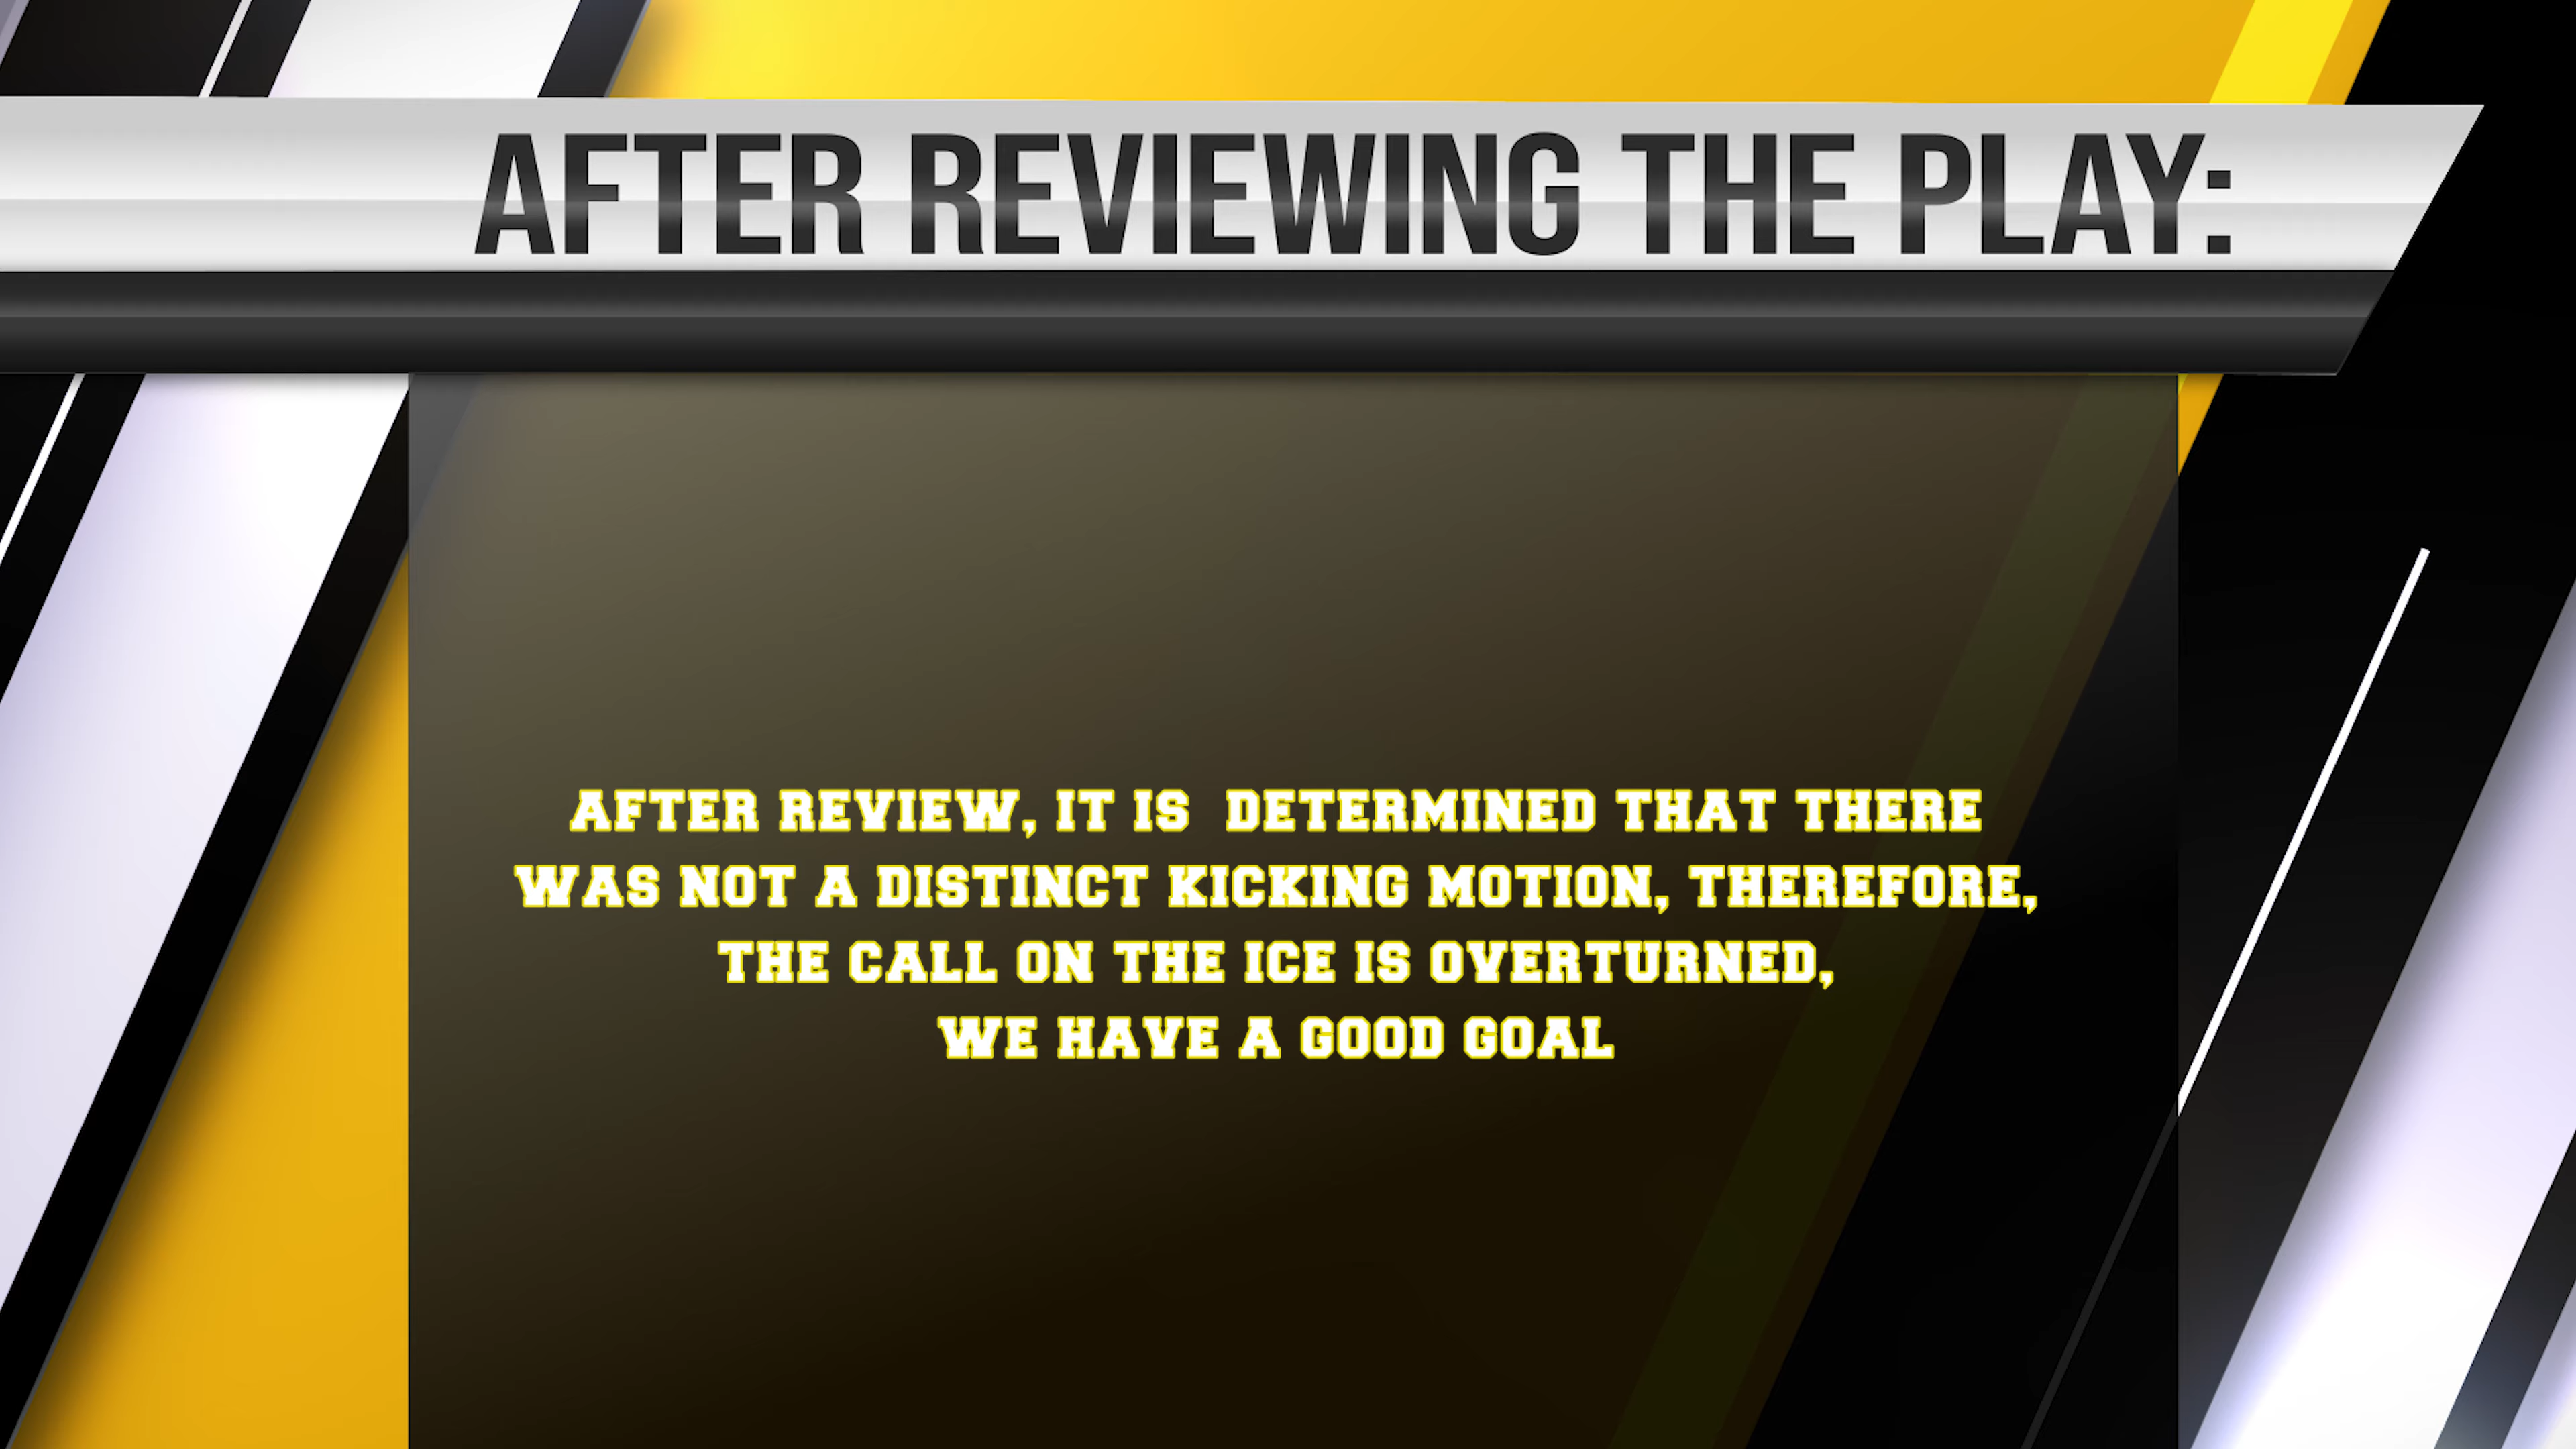 AFTER REVIEWING THE PLAY:
AFTER REVIEW, IT IS  DETERMINED THAT THERE
WAS NOT A DISTINCT KICKING MOTION, THEREFORE,
THE CALL ON THE ICE IS OVERTURNED,
WE HAVE A GOOD GOAL